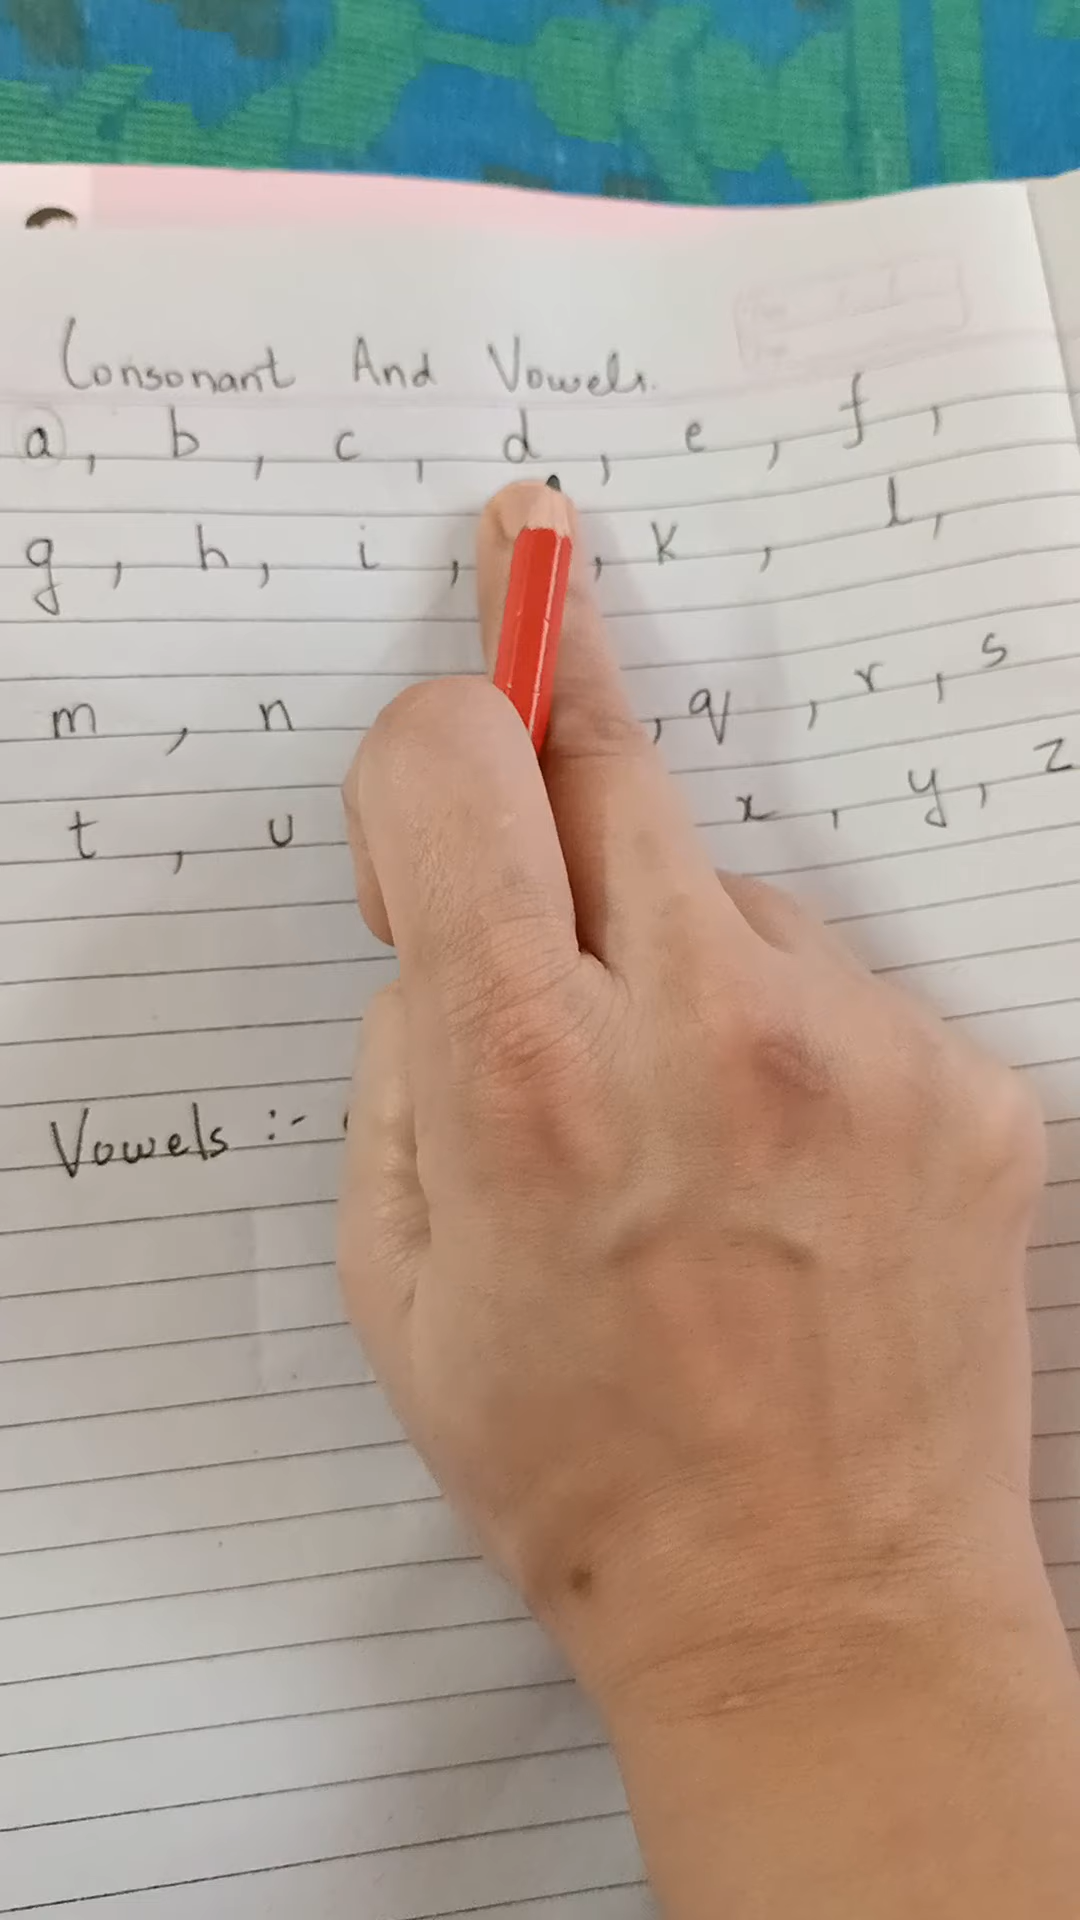 Consonant And Vowels.
a, b, c, d, e, f,
g, h, i, , k, l,
m, n , q, r, s
t, u x, y, z
Vowels :-